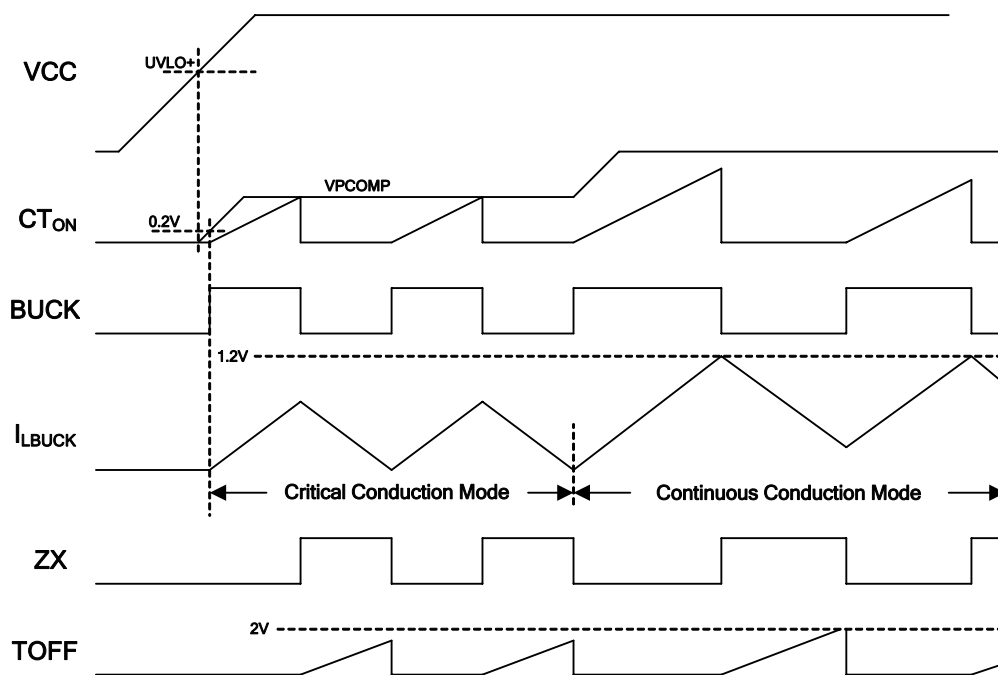 VCC
UVLO+
VPCOMP
CTON
0.2V
BUCK
1.2V
ILBUCK
Critical Conduction Mode
Continuous Conduction Mode
ZX
2V
TOFF